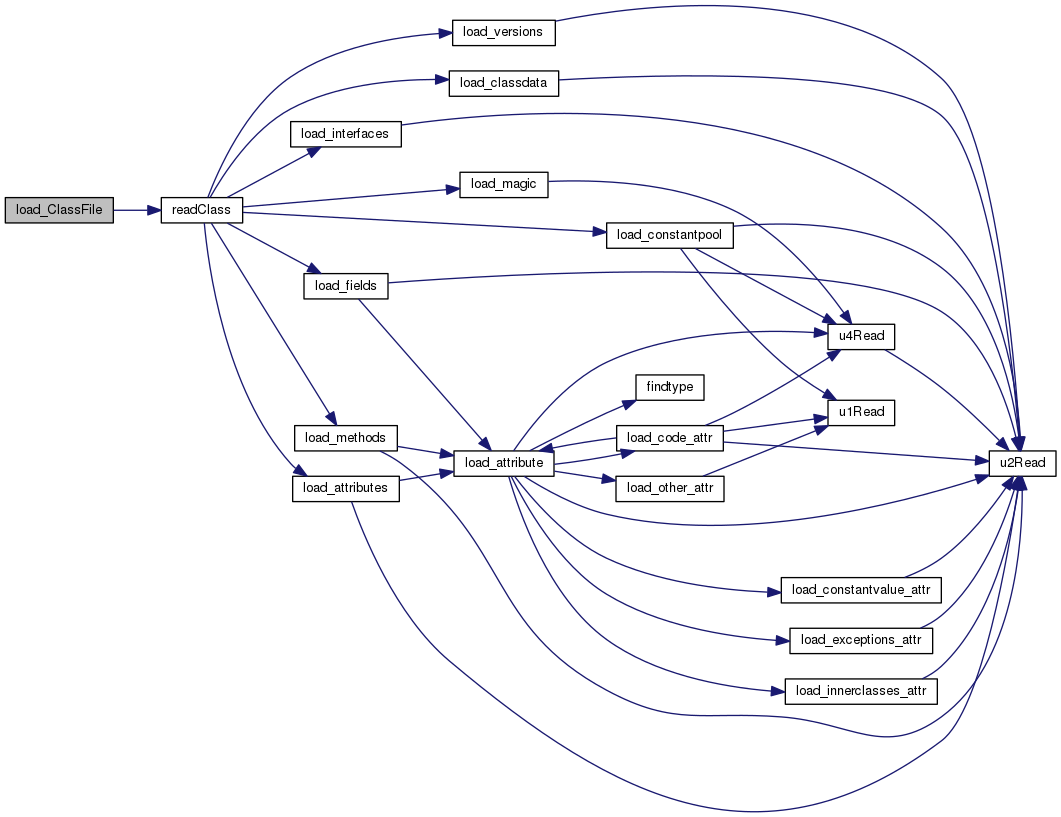 load_versions
load_classdata
load_interfaces
load_magic
load_ClassFile
readClass
load_constantpool
load_fields
u4Read
findtype
u1Read
load_methods
load_code_attr
load_attribute
u2Read
load_attributes
load_other_attr
load_constantvalue_attr
load_exceptions_attr
load_innerclasses_attr